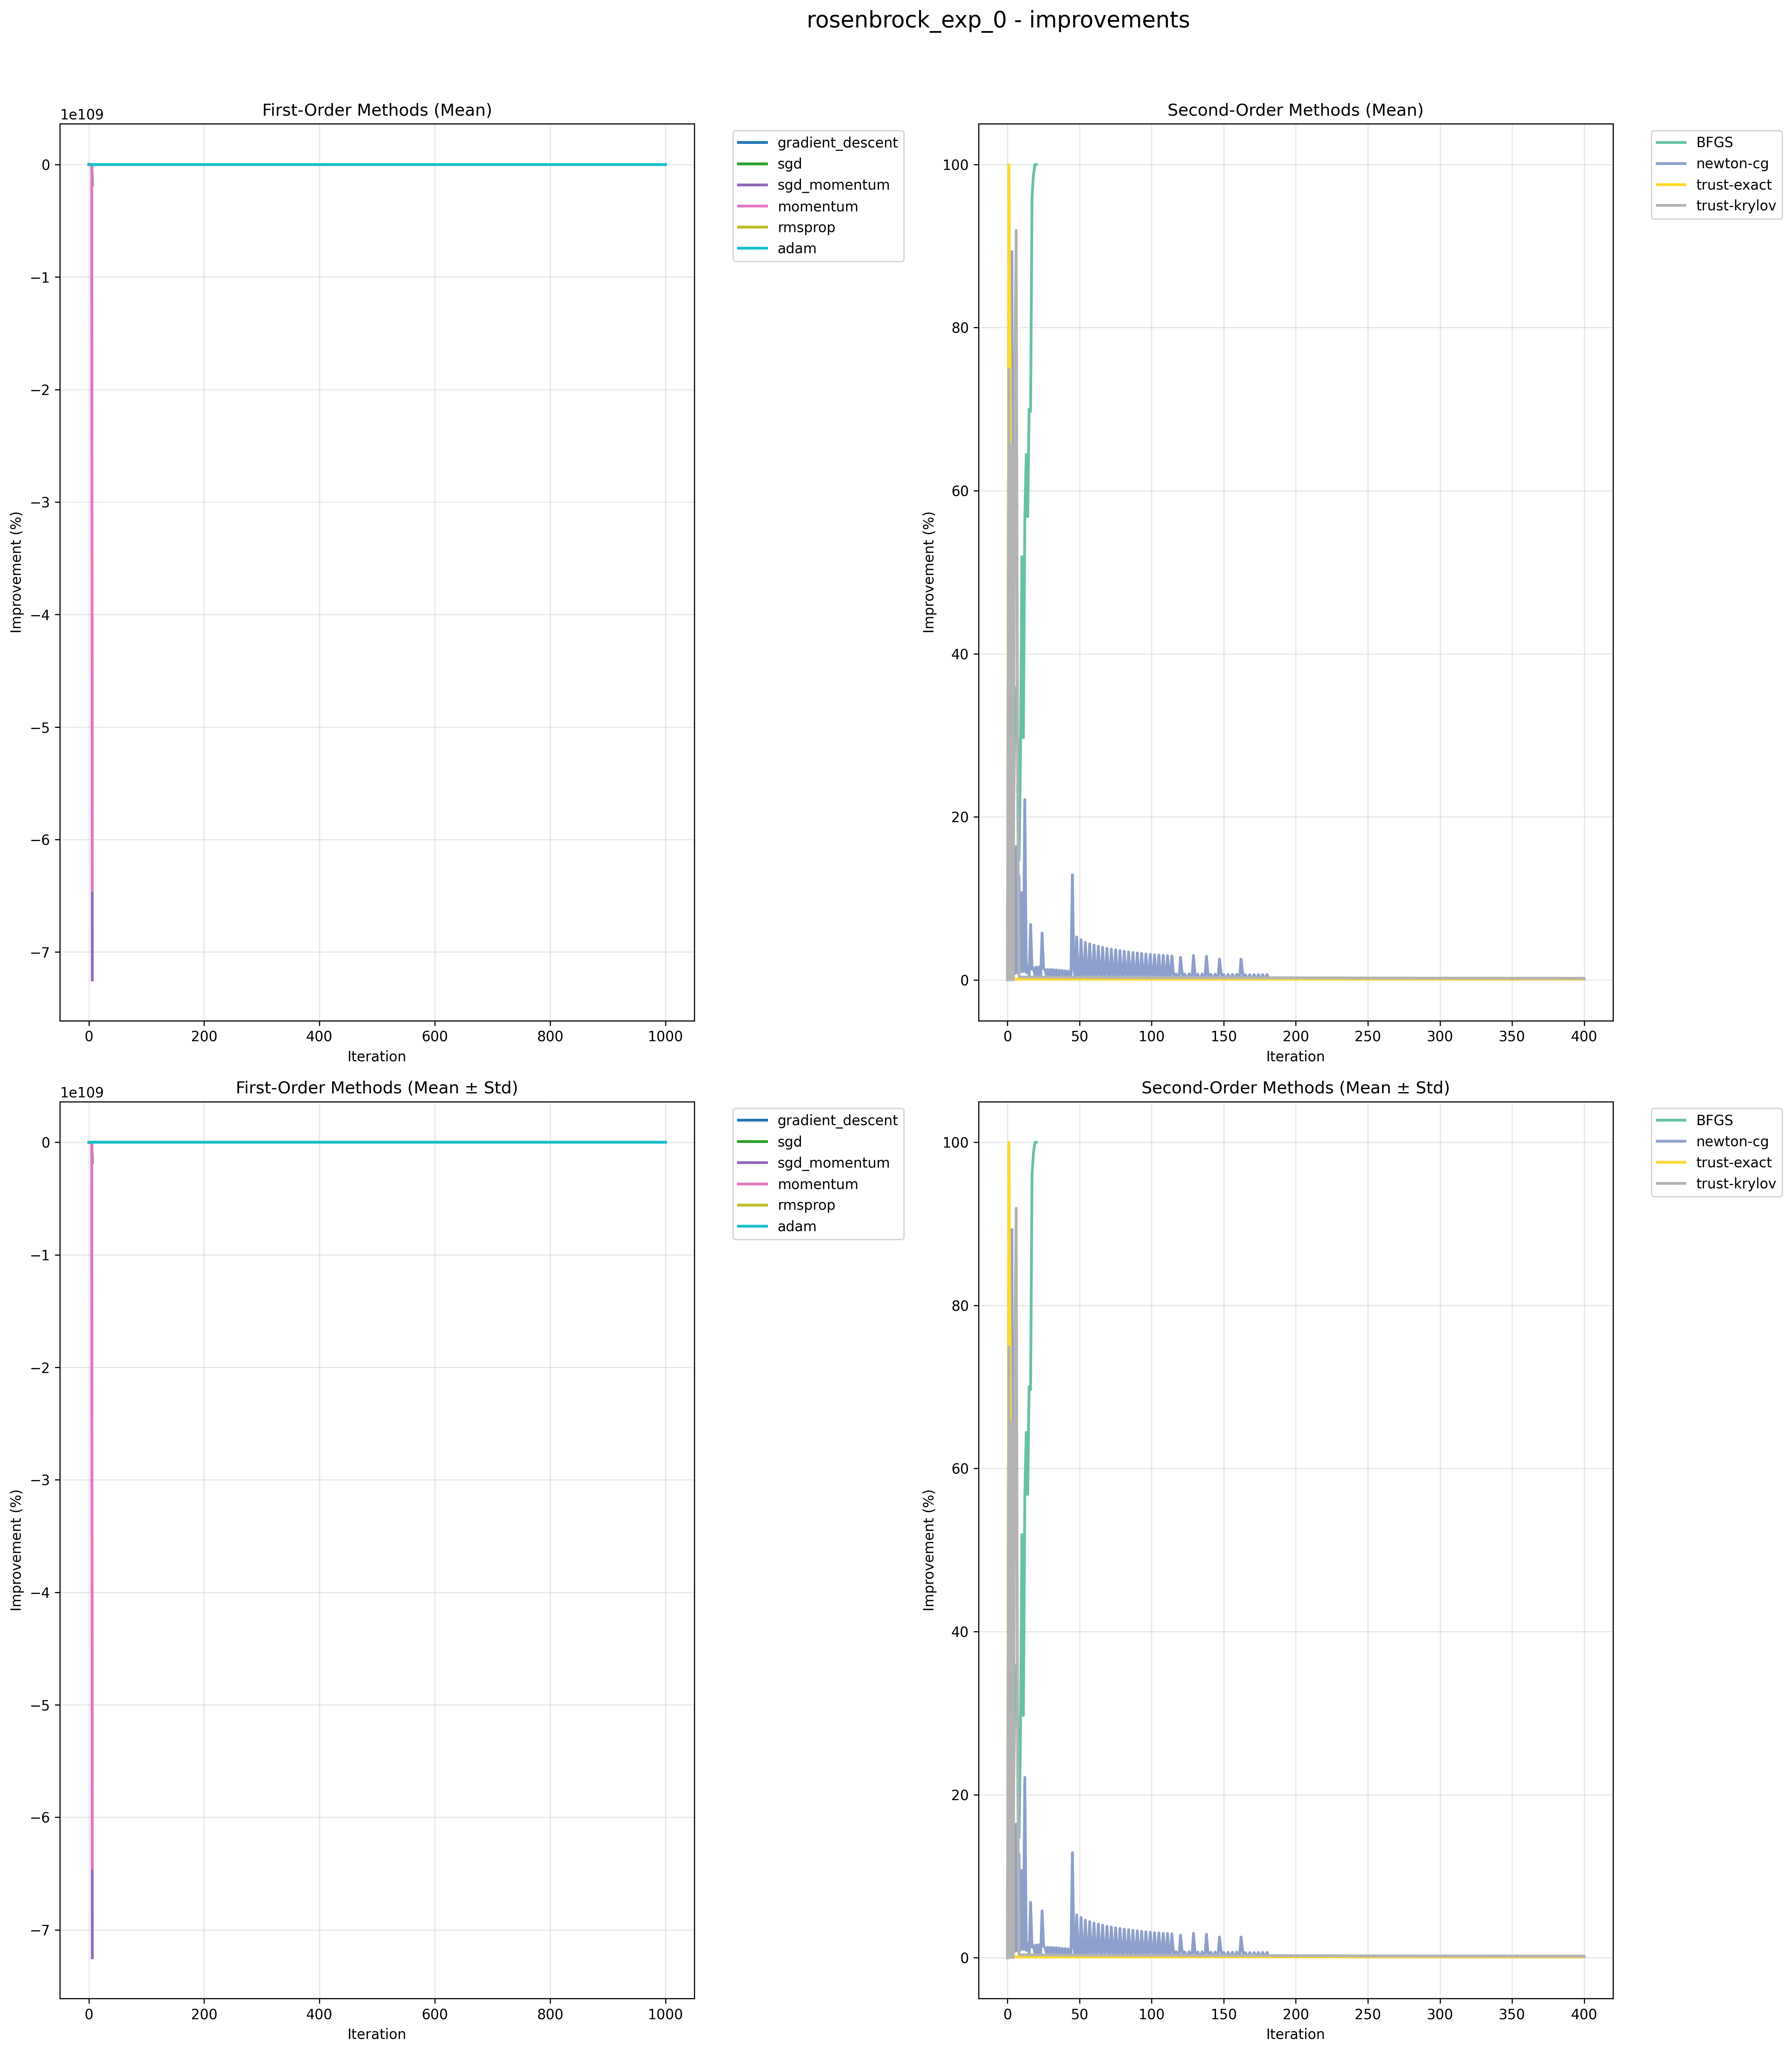 rosenbrock_exp_0 - improvements
First-Order Methods (Mean)
1e109
0
−1
−2
−3
−4
−5
−6
−7
Improvement (%)
0 200 400 600 800 1000
Iteration
gradient_descent
sgd
sgd_momentum
momentum
rmsprop
adam
Second-Order Methods (Mean)
100
80
60
40
20
0
Improvement (%)
0 50 100 150 200 250 300 350 400
Iteration
BFGS
newton-cg
trust-exact
trust-krylov
First-Order Methods (Mean ± Std)
1e109
0
−1
−2
−3
−4
−5
−6
−7
Improvement (%)
0 200 400 600 800 1000
Iteration
gradient_descent
sgd
sgd_momentum
momentum
rmsprop
adam
Second-Order Methods (Mean ± Std)
100
80
60
40
20
0
Improvement (%)
0 50 100 150 200 250 300 350 400
Iteration
BFGS
newton-cg
trust-exact
trust-krylov